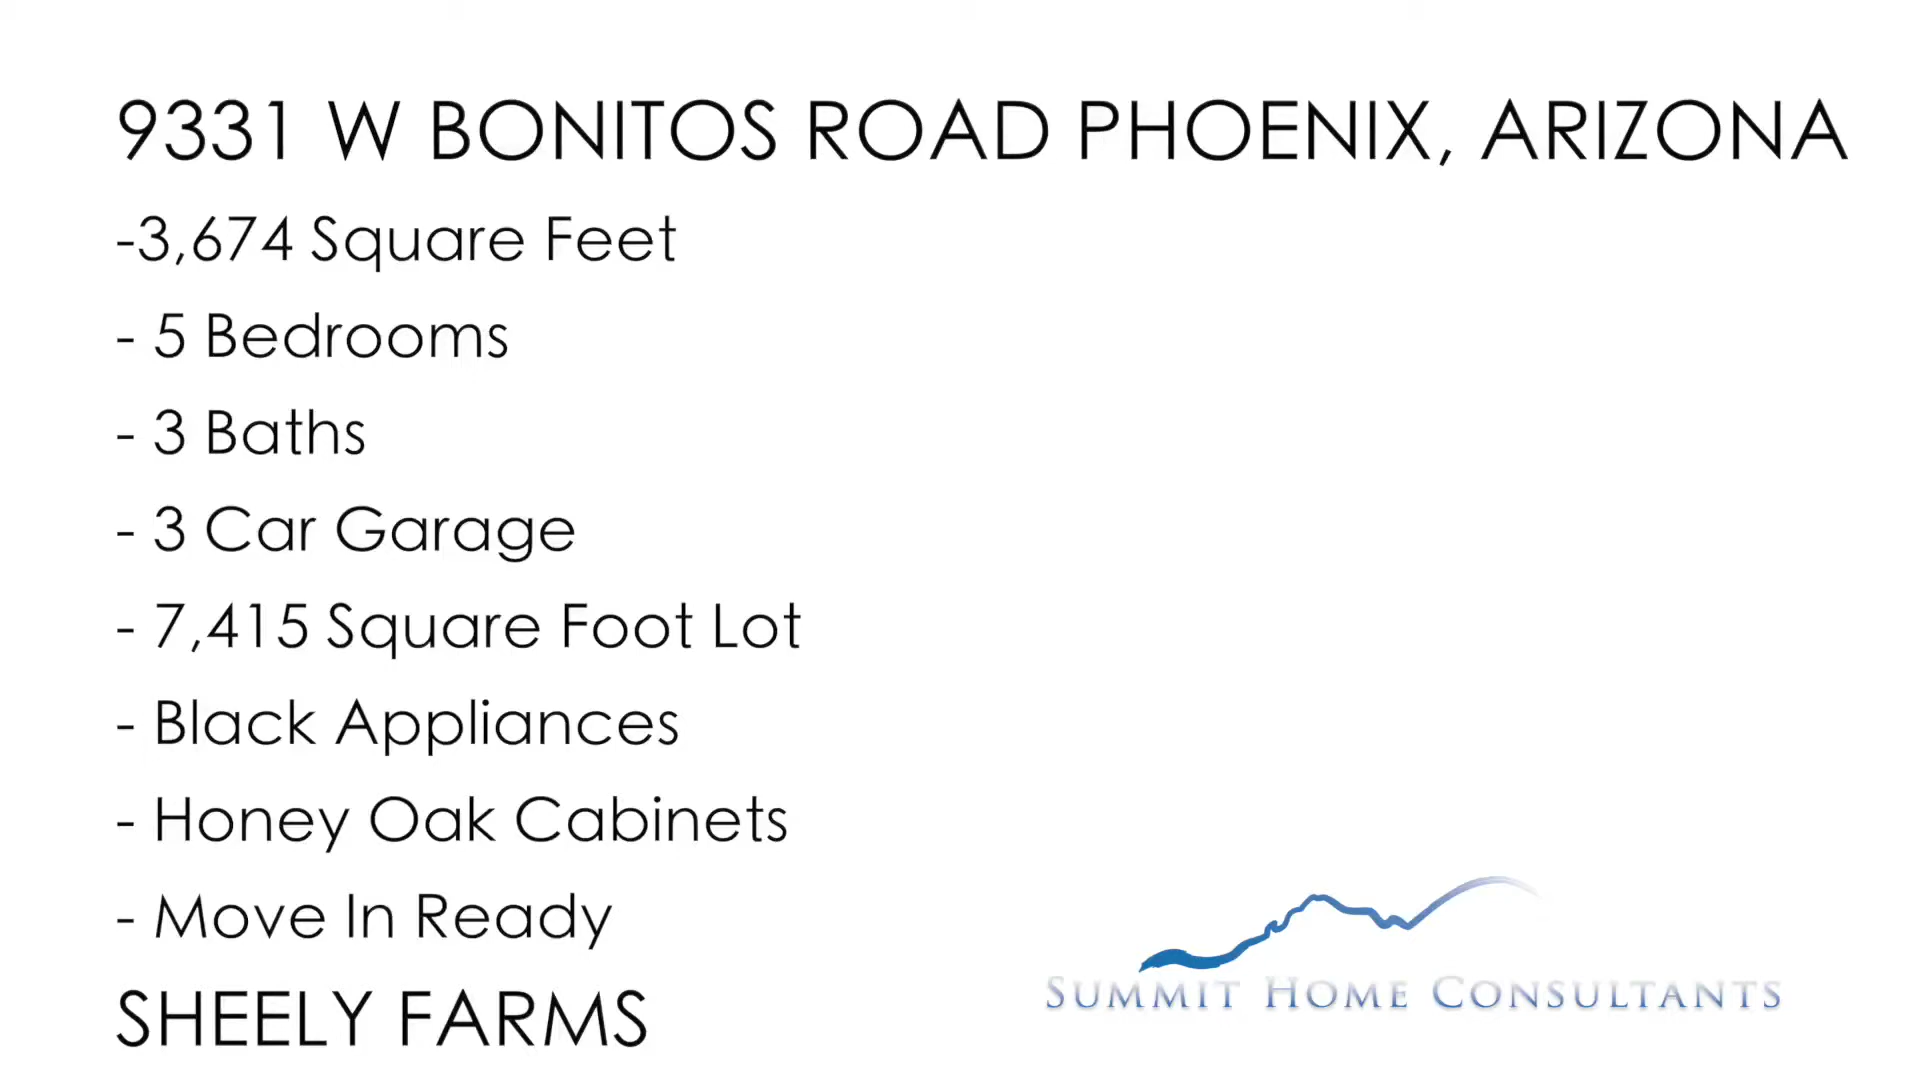 9331 W BONITOS ROAD PHOENIX, ARIZONA
-3,674 Square Feet
- 5 Bedrooms
- 3 Baths
- 3 Car Garage
- 7,415 Square Foot Lot
- Black Appliances
- Honey Oak Cabinets
- Move In Ready
SHEELY FARMS
SUMMIT HOME CONSULTANTS